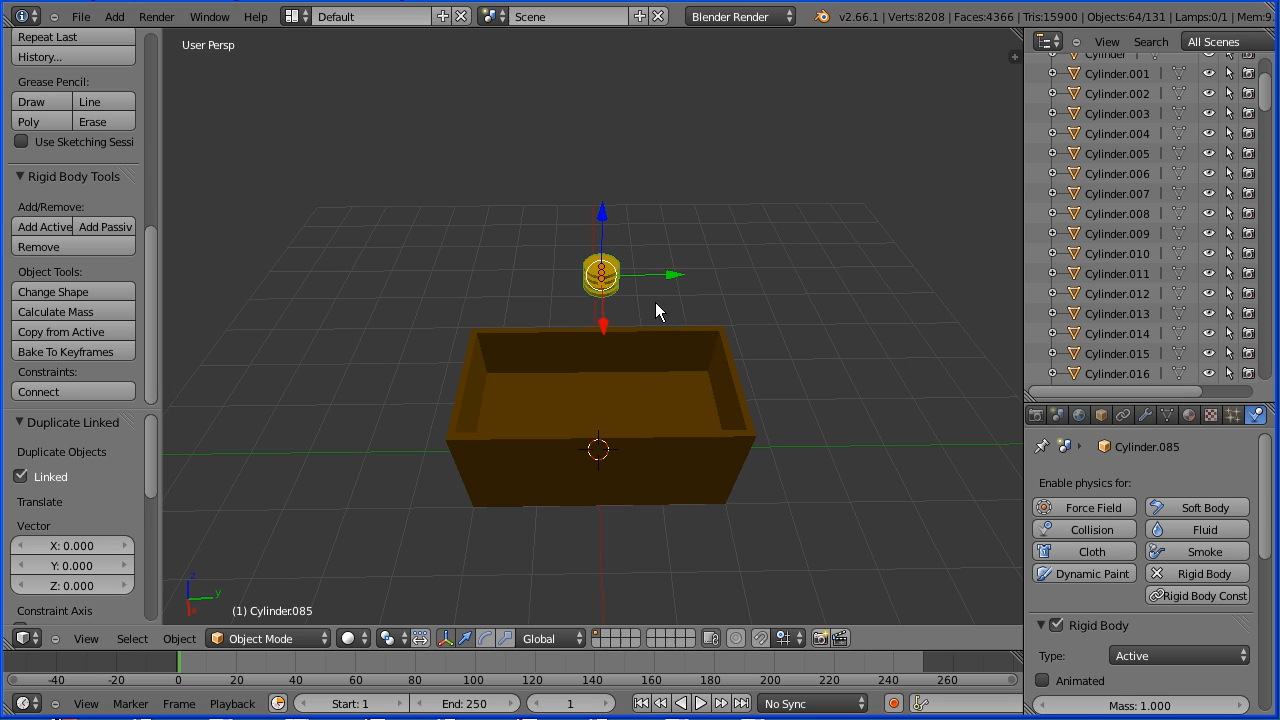 File Add Render Window Help Default Scene Blender Render v2.66.1 | Verts:8208 | Faces:4366 | Tris:15900 | Objects:64/131 | Lamps:0/1 | Mem:9
Repeat Last
History...
Grease Pencil:
Draw Line
Poly Erase
Use Sketching Sessi
Rigid Body Tools
Add/Remove:
Add Active Add Passiv
Remove
Object Tools:
Change Shape
Calculate Mass
Copy from Active
Bake To Keyframes
Constraints:
Connect
Duplicate Linked
Duplicate Objects
Linked
Translate
Vector
X: 0.000
Y: 0.000
Z: 0.000
Constraint Axis
User Persp
z
y
x
(1) Cylinder.085
View Select Object Object Mode Global
-40 -20 0 20 40 60 80 100 120 140 160 180 200 220 240 260
View Marker Frame Playback Start: 1 End: 250 1 No Sync
View Search All Scenes
Cylinder
Cylinder.001
Cylinder.002
Cylinder.003
Cylinder.004
Cylinder.005
Cylinder.006
Cylinder.007
Cylinder.008
Cylinder.009
Cylinder.010
Cylinder.011
Cylinder.012
Cylinder.013
Cylinder.014
Cylinder.015
Cylinder.016
Cylinder.085
Enable physics for:
Force Field Soft Body
Collision Fluid
Cloth Smoke
Dynamic Paint Rigid Body
Rigid Body Const
Rigid Body
Type: Active
Animated
Mass: 1.000